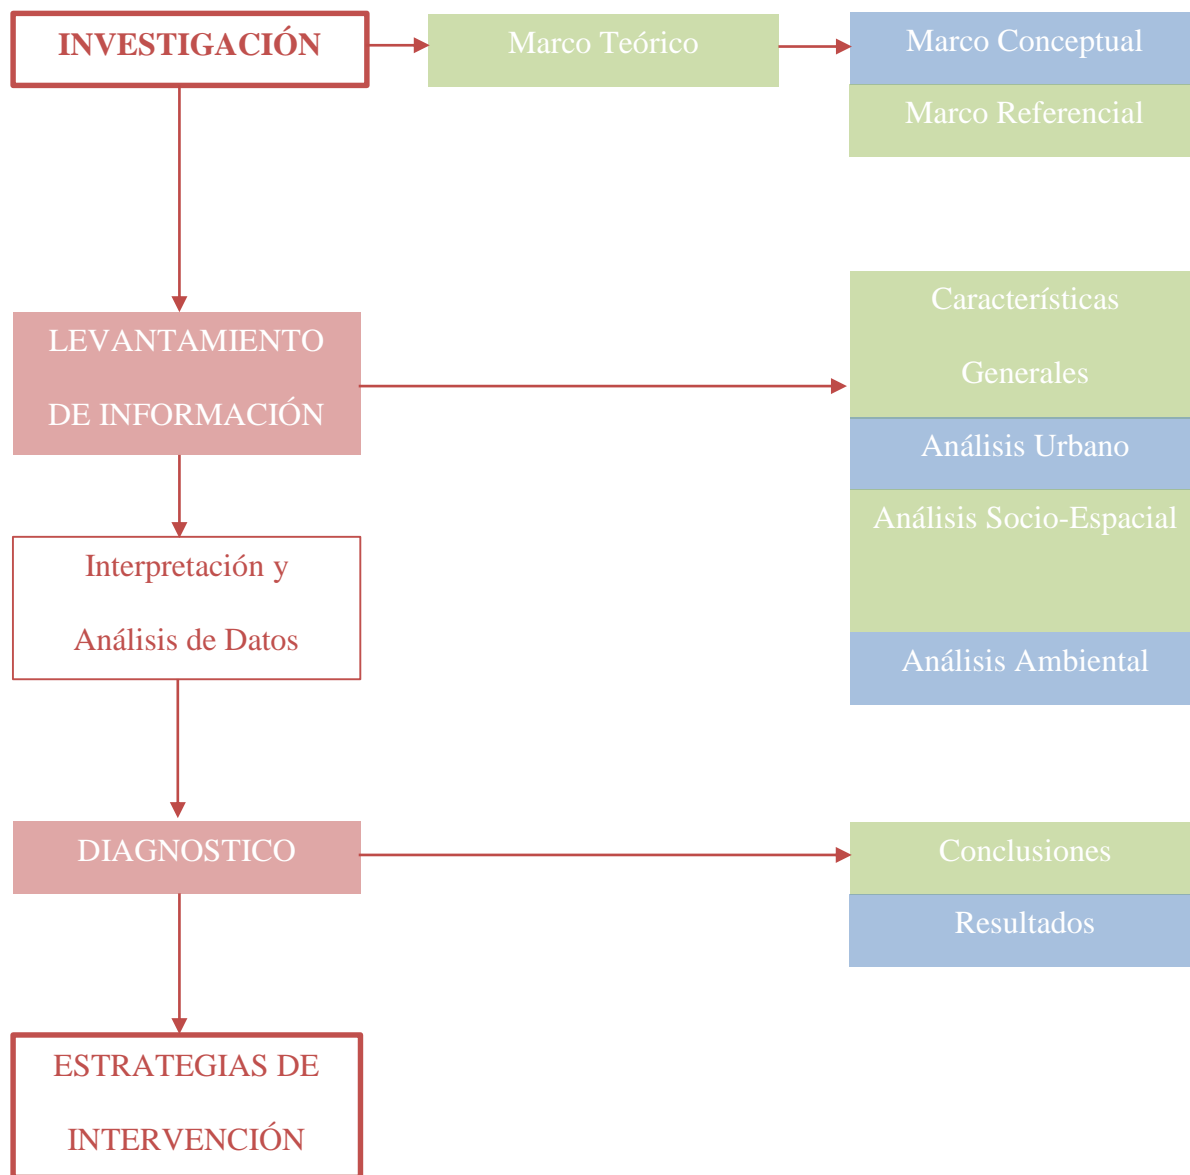 INVESTIGACIÓN
Marco Teórico
Marco Conceptual
Marco Referencial
LEVANTAMIENTO
DE INFORMACIÓN
Características
Generales
Análisis Urbano
Análisis Socio-Espacial
Análisis Ambiental
Interpretación y
Análisis de Datos
DIAGNOSTICO
Conclusiones
Resultados
ESTRATEGIAS DE
INTERVENCIÓN